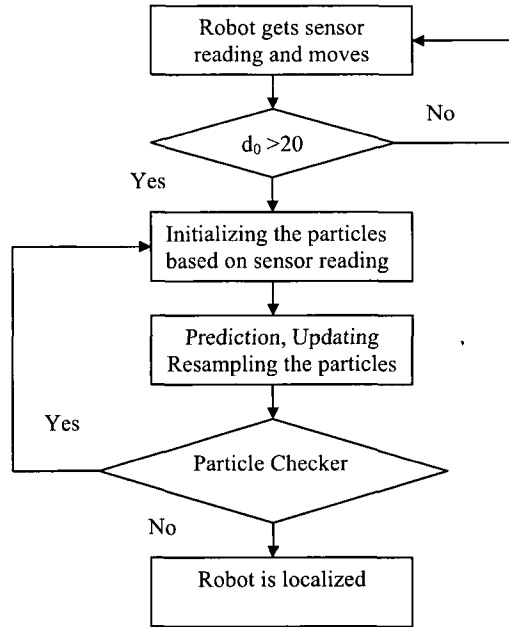 Robot gets sensor
reading and moves
No
d₀ >20
Yes
Initializing the particles
based on sensor reading
Prediction, Updating
Resampling the particles
Yes
Particle Checker
No
Robot is localized